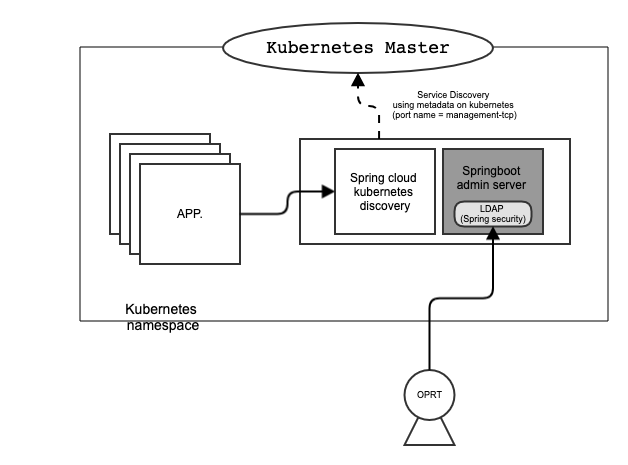 Kubernetes Master
Service Discovery
using metadata on kubernetes
(port name = management-tcp)
Spring cloud
kubernetes
discovery
Springboot
admin server
LDAP
(Spring security)
APP.
Kubernetes
namespace
OPRT